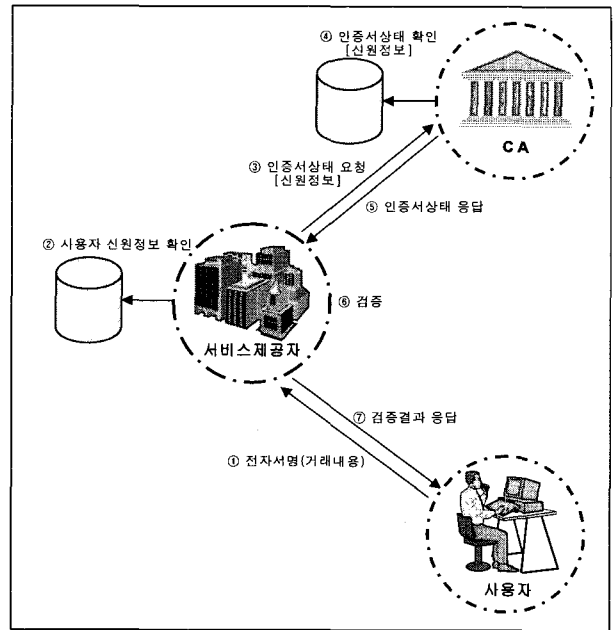 ④ 인증서상태 확인
[신원정보]
CA
③ 인증서상태 요청
[신원정보]
⑤ 인증서상태 응답
② 사용자 신원정보 확인
⑥ 검증
서비스제공자
⑦ 검증결과 응답
① 전자서명(거래내용)
사용자